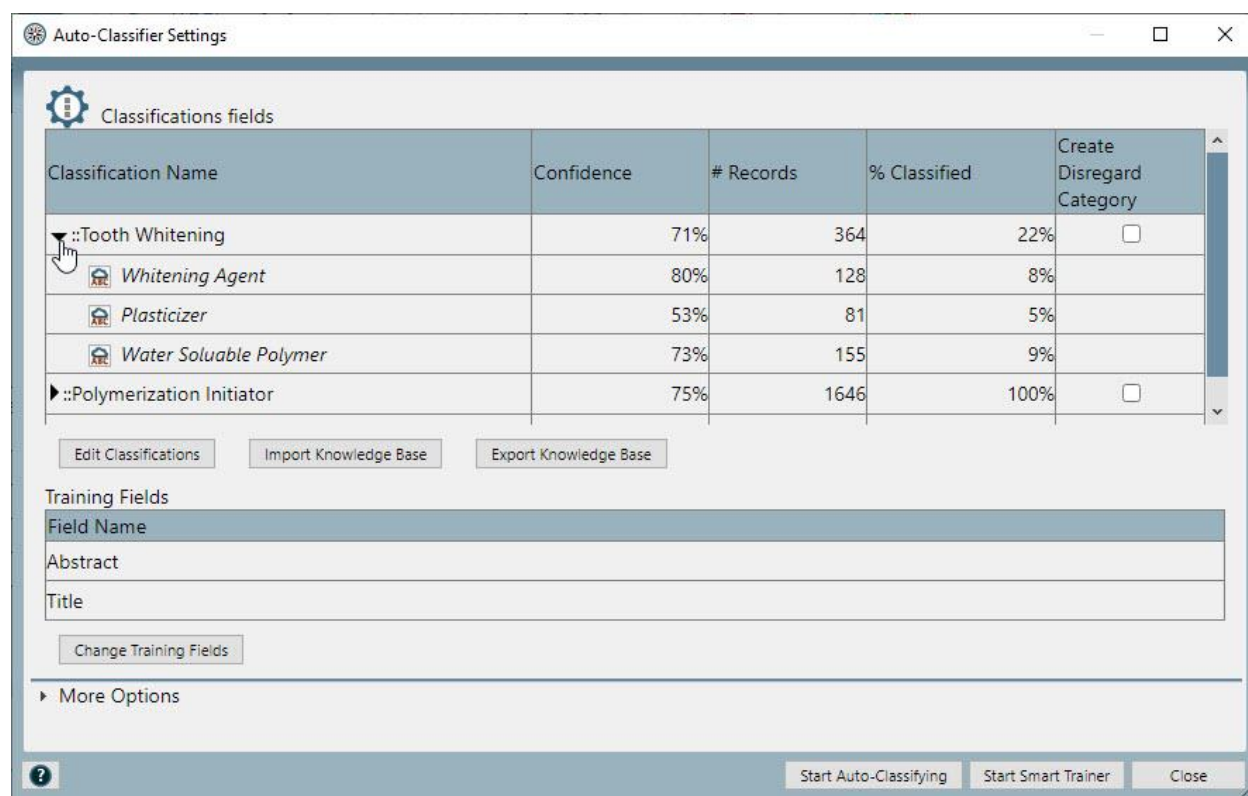 Auto-Classifier Settings
Classifications fields
Classification Name Confidence # Records % Classified Create Disregard Category
::Tooth Whitening 71% 364 22%
ABC Whitening Agent 80% 128 8%
ABC Plasticizer 53% 81 5%
ABC Water Soluable Polymer 73% 155 9%
::Polymerization Initiator 75% 1646 100%
Edit Classifications Import Knowledge Base Export Knowledge Base
Training Fields
Field Name
Abstract
Title
Change Training Fields
More Options
? Start Auto-Classifying Start Smart Trainer Close